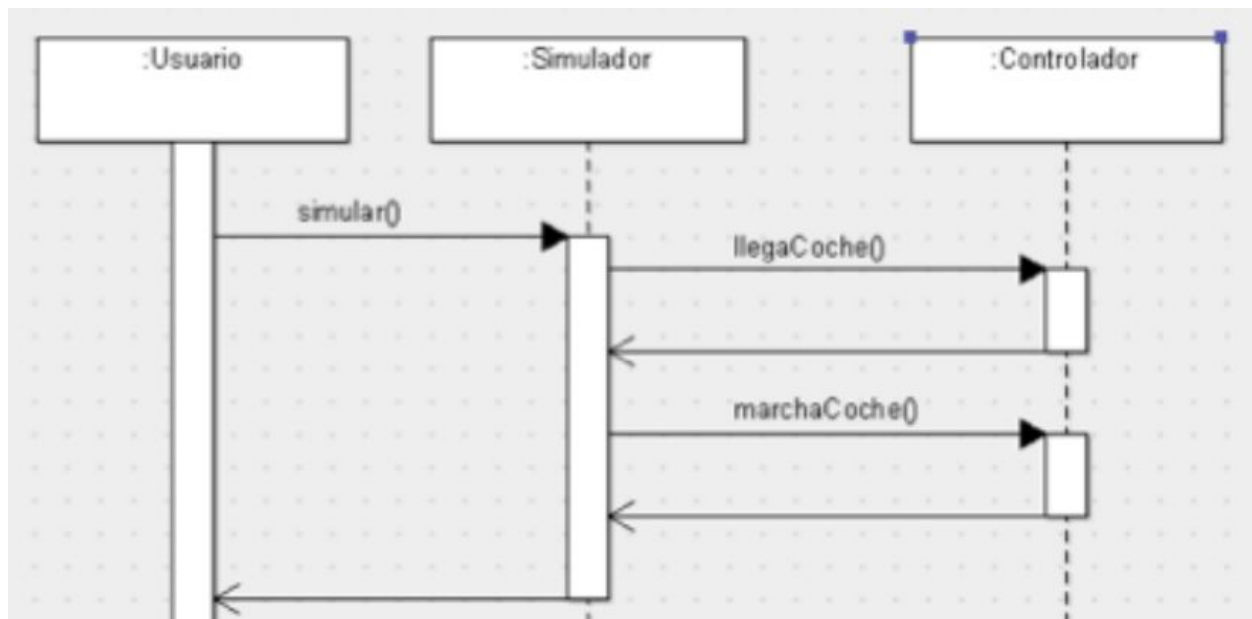 :Usuario
:Simulador
:Controlador
simular()
llegaCoche()
marchaCoche()